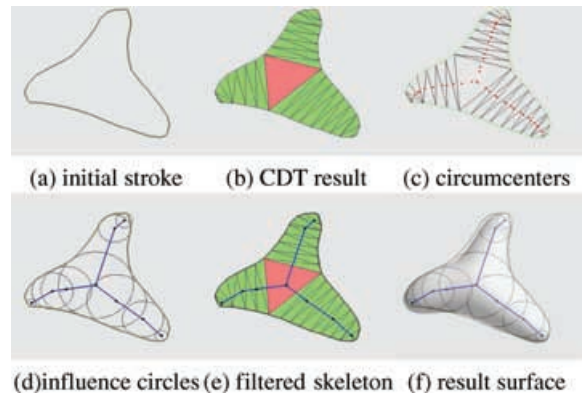 (a) initial stroke (b) CDT result (c) circumcenters
(d)influence circles (e) filtered skeleton (f) result surface